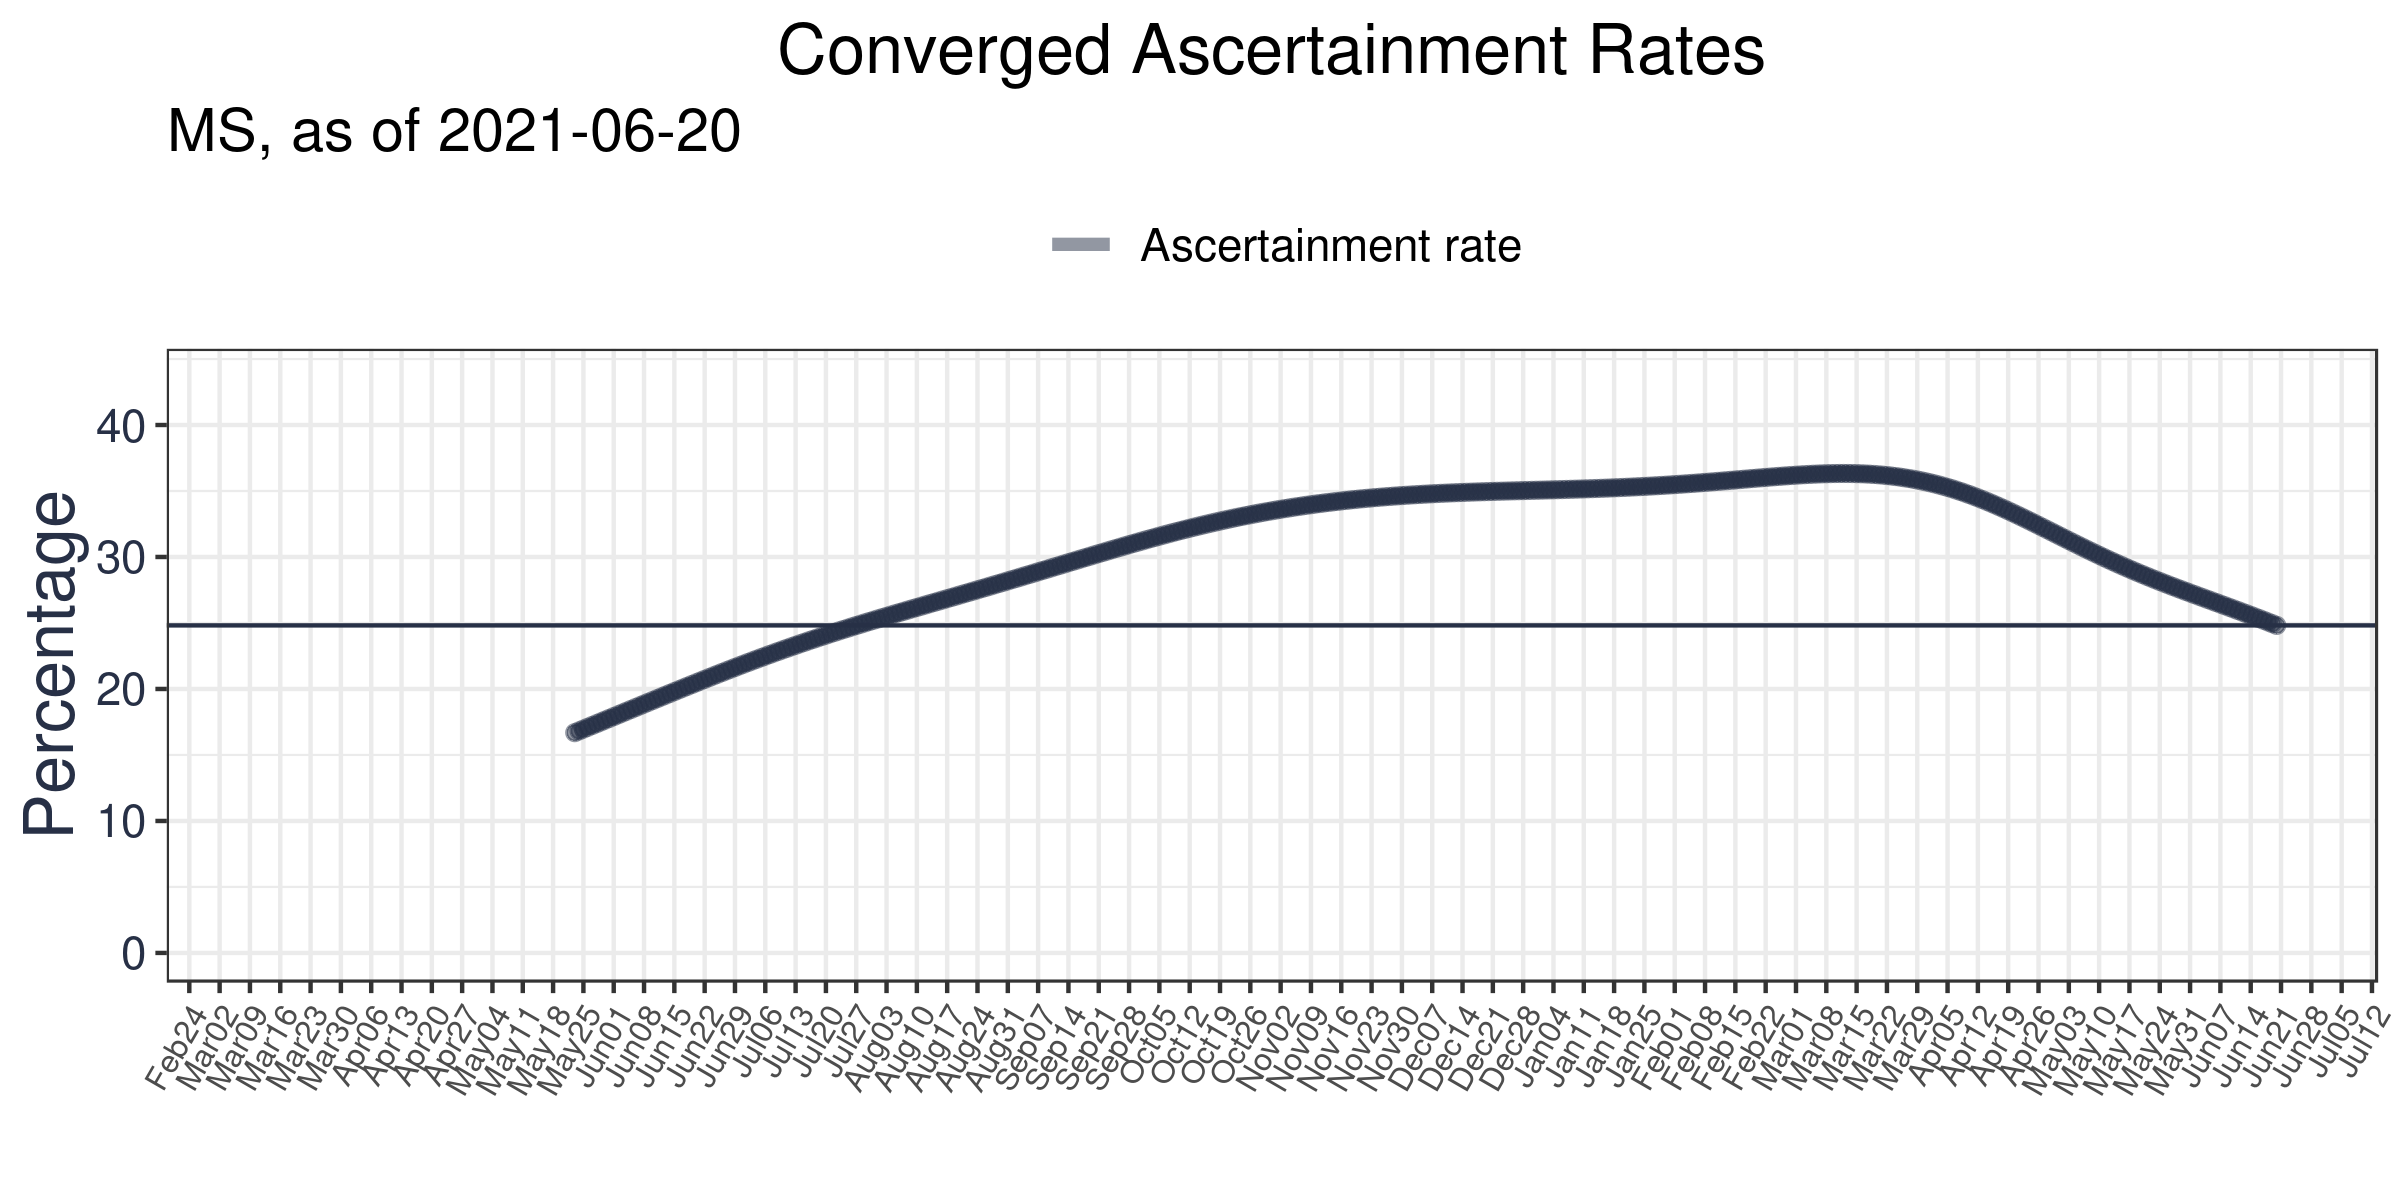 Converged Ascertainment Rates
MS, as of 2021-06-20
Ascertainment rate
Percentage
40
30
20
10
0
Feb24
Mar02
Mar09
Mar16
Mar23
Mar30
Apr06
Apr13
Apr20
Apr27
May04
May11
May18
May25
Jun01
Jun08
Jun15
Jun22
Jun29
Jul06
Jul13
Jul20
Jul27
Aug03
Aug10
Aug17
Aug24
Aug31
Sep07
Sep14
Sep21
Sep28
Oct05
Oct12
Oct19
Oct26
Nov02
Nov09
Nov16
Nov23
Nov30
Dec07
Dec14
Dec21
Dec28
Jan04
Jan11
Jan18
Jan25
Feb01
Feb08
Feb15
Feb22
Mar01
Mar08
Mar15
Mar22
Mar29
Apr05
Apr12
Apr19
Apr26
May03
May10
May17
May24
May31
Jun07
Jun14
Jun21
Jun28
Jul05
Jul12